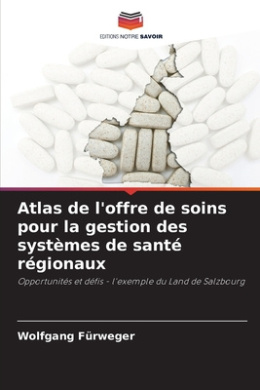 EDITIONS NOTRE SAVOIR
Atlas de l'offre de soins
pour la gestion des
systèmes de santé
régionaux
Opportunités et défis - l'exemple du Land de Salzbourg
Wolfgang Fürweger